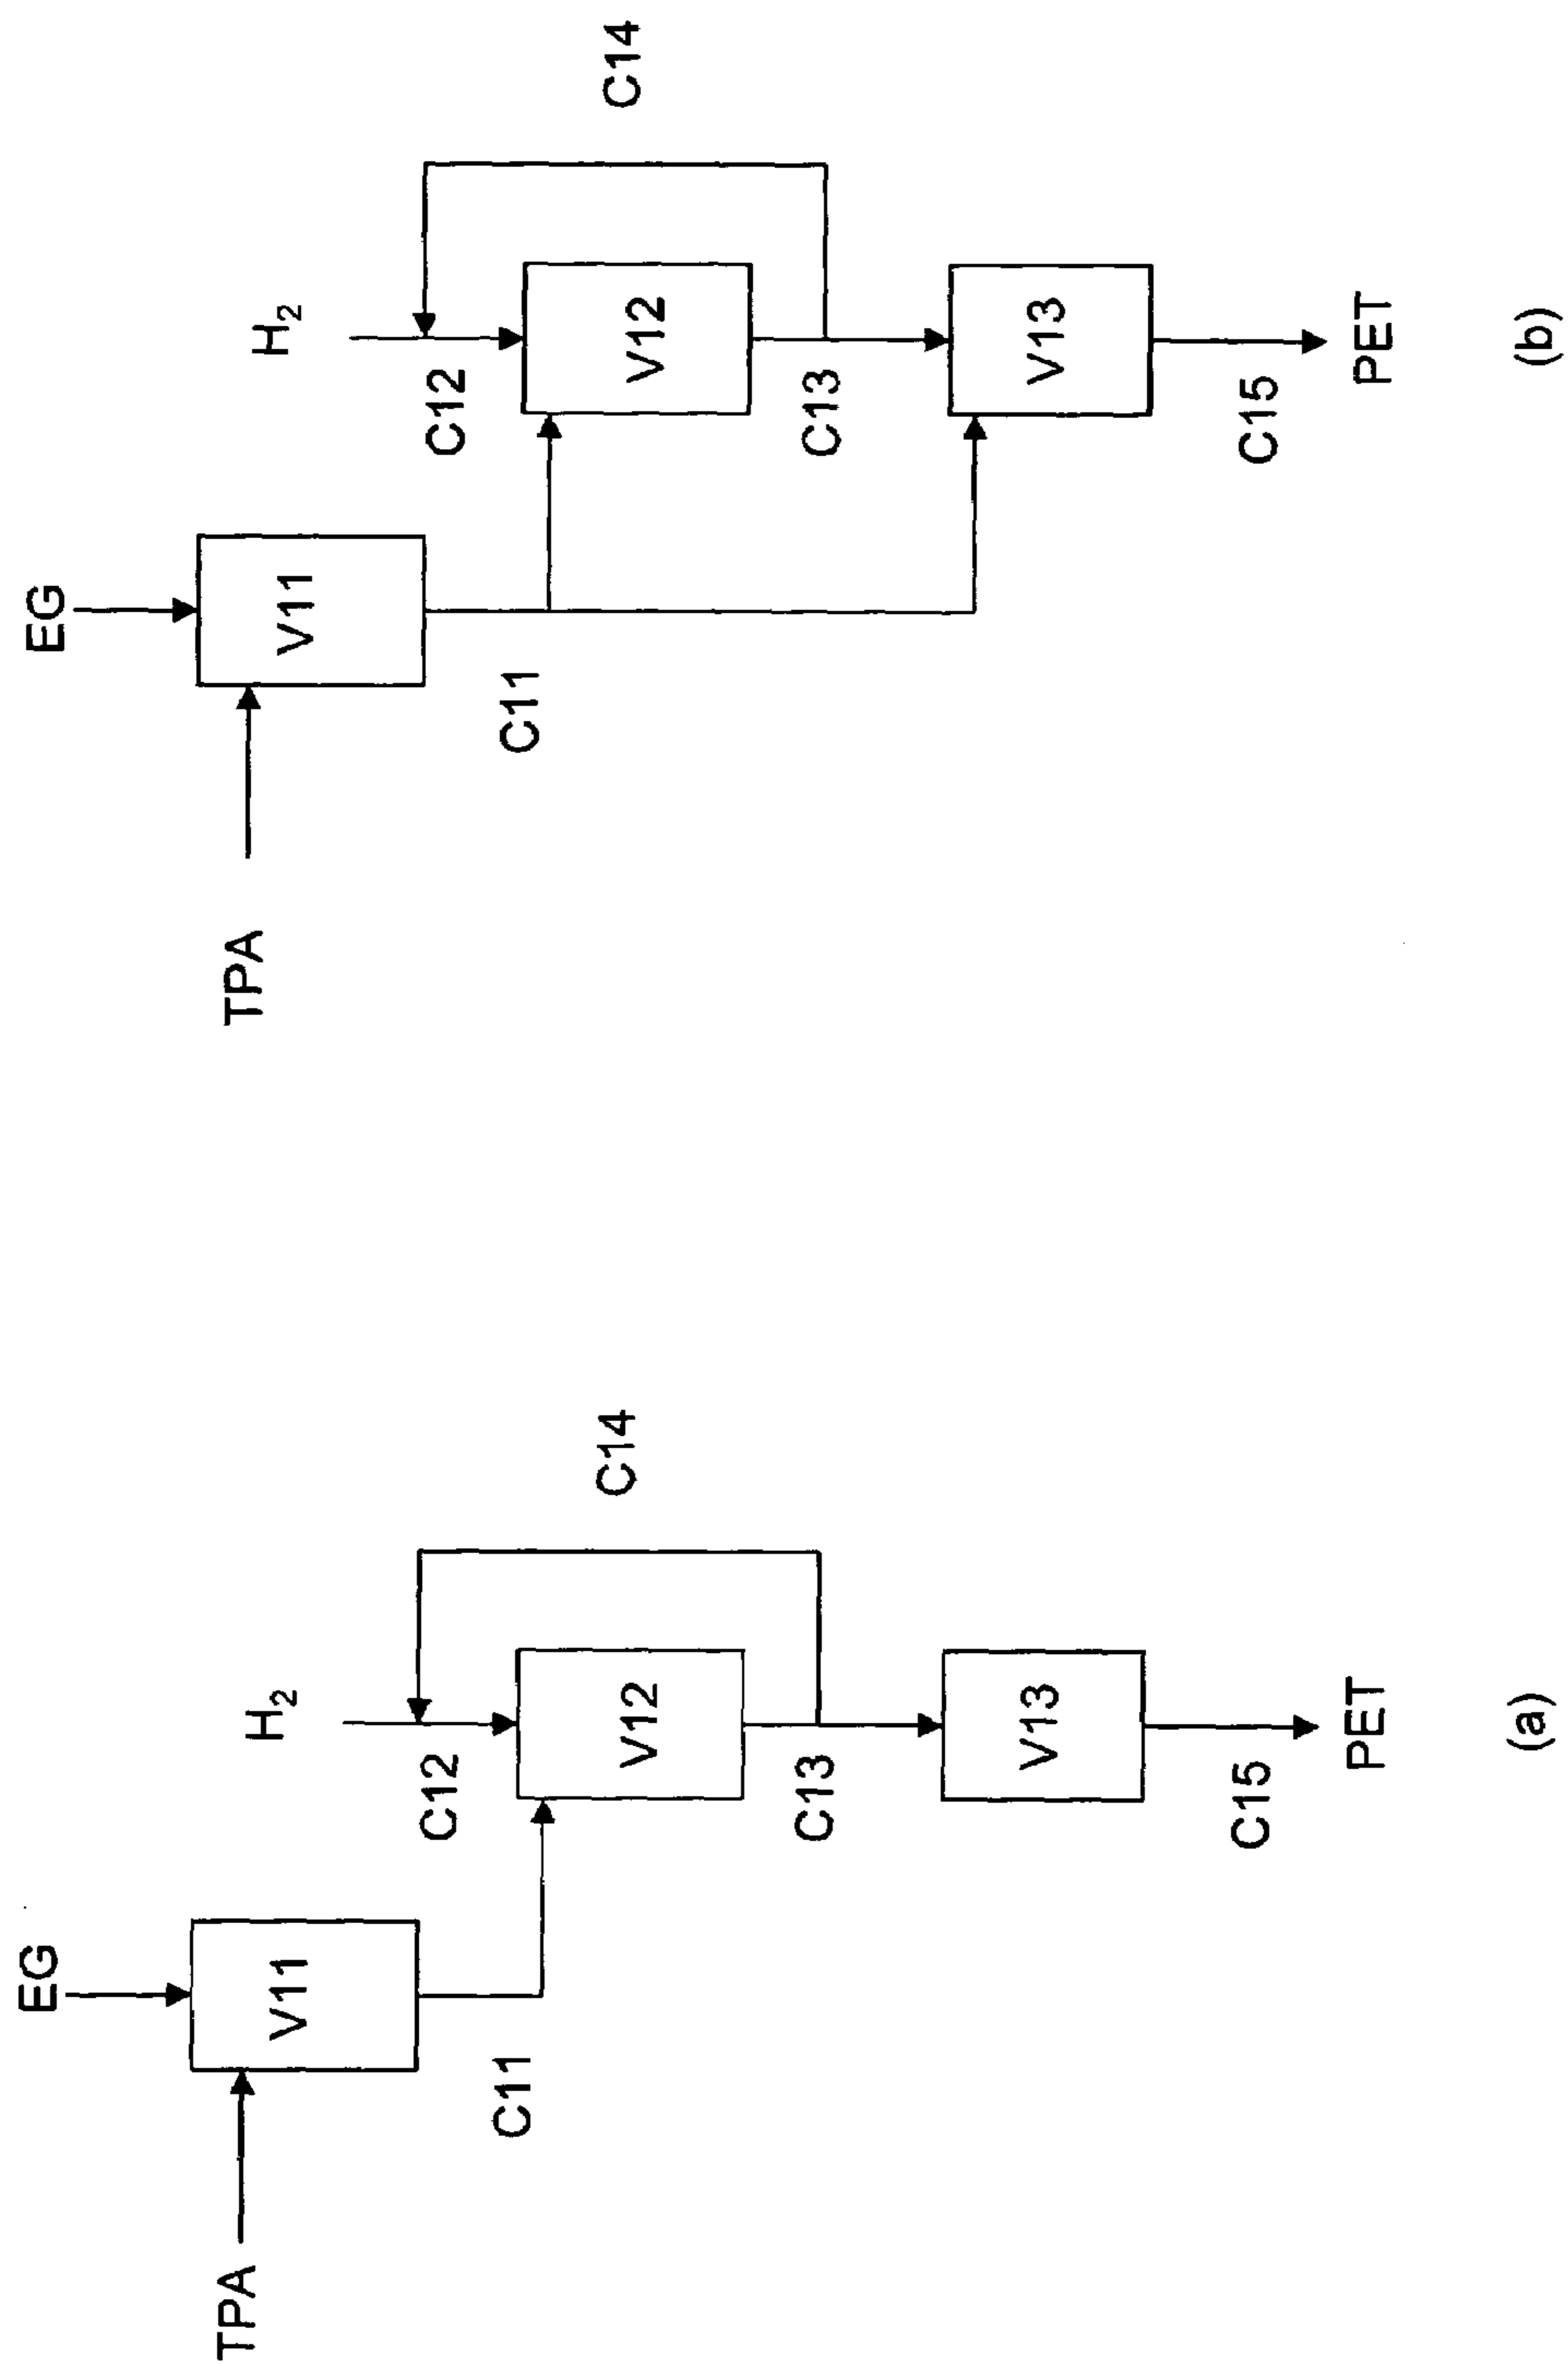 EG
TPA
V11
H₂
C11
C12
V12
C14
C13
V13
C15
PET
(a)
EG
TPA
V11
H₂
C11
C12
V12
C14
C13
V13
C15
PET
(b)